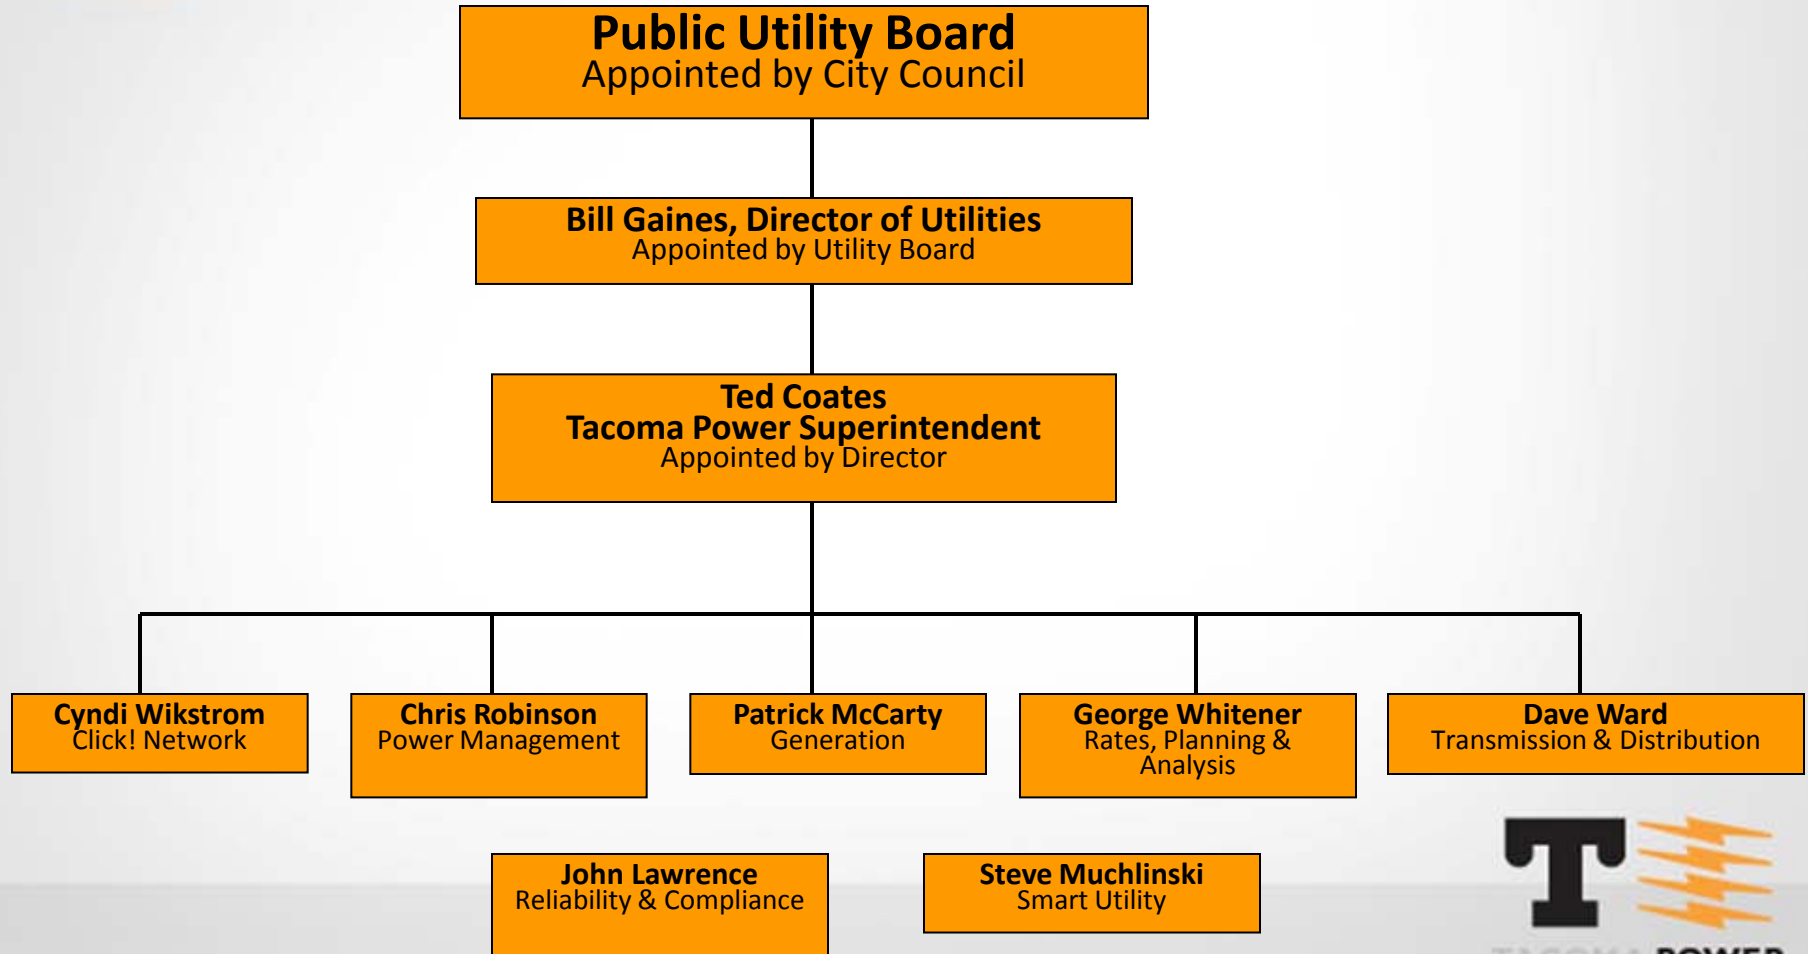 Public Utility Board
Appointed by City Council
Bill Gaines, Director of Utilities
Appointed by Utility Board
Ted Coates
Tacoma Power Superintendent
Appointed by Director
Cyndi Wikstrom
Click! Network
Chris Robinson
Power Management
Patrick McCarty
Generation
George Whitener
Rates, Planning &
Analysis
Dave Ward
Transmission & Distribution
John Lawrence
Reliability & Compliance
Steve Muchlinski
Smart Utility
T
TACOMA POWER